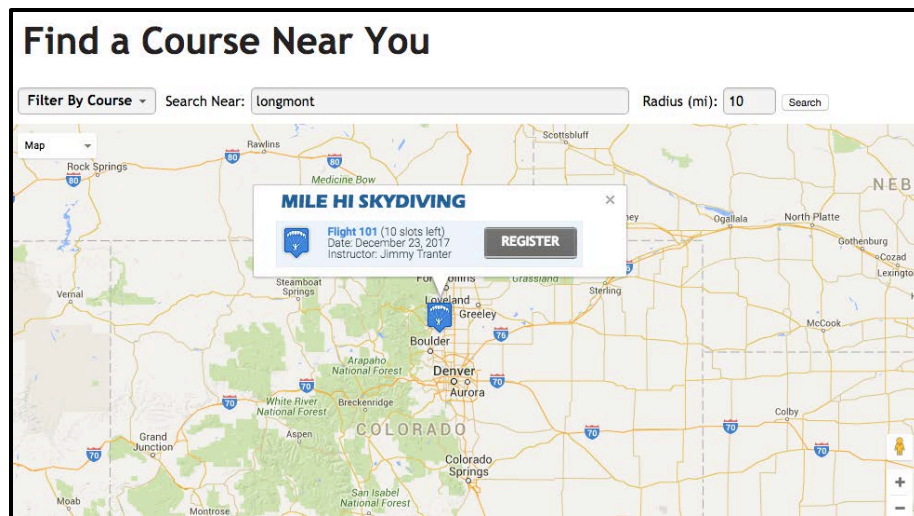 Find a Course Near You
Filter By Course
Search Near: longmont
Radius (mi): 10
Search
Map
Scottsbluff
Rawlins
80
80
Rock Springs
80
Medicine Bow
NEB
MILE HI SKYDIVING
×
Flight 101 (10 slots left)
Date: December 23, 2017
Instructor: Jimmy Tranter
REGISTER
Ogallala
North Platte
Gothenburg
Cozad
Lexington
Steamboat
Springs
Grassland
Sterling
Vernal
Loveland
Greeley
76
McCook
Boulder
Arapaho
National Forest
Denver
Aurora
70
70
White River
National Forest
Breckenridge
70
Colby
COLORADO
Grand
Junction
Aspen
70
70
70
70
Colorado
Springs
Moab
Montrose
San Isabel
National Forest
+
−